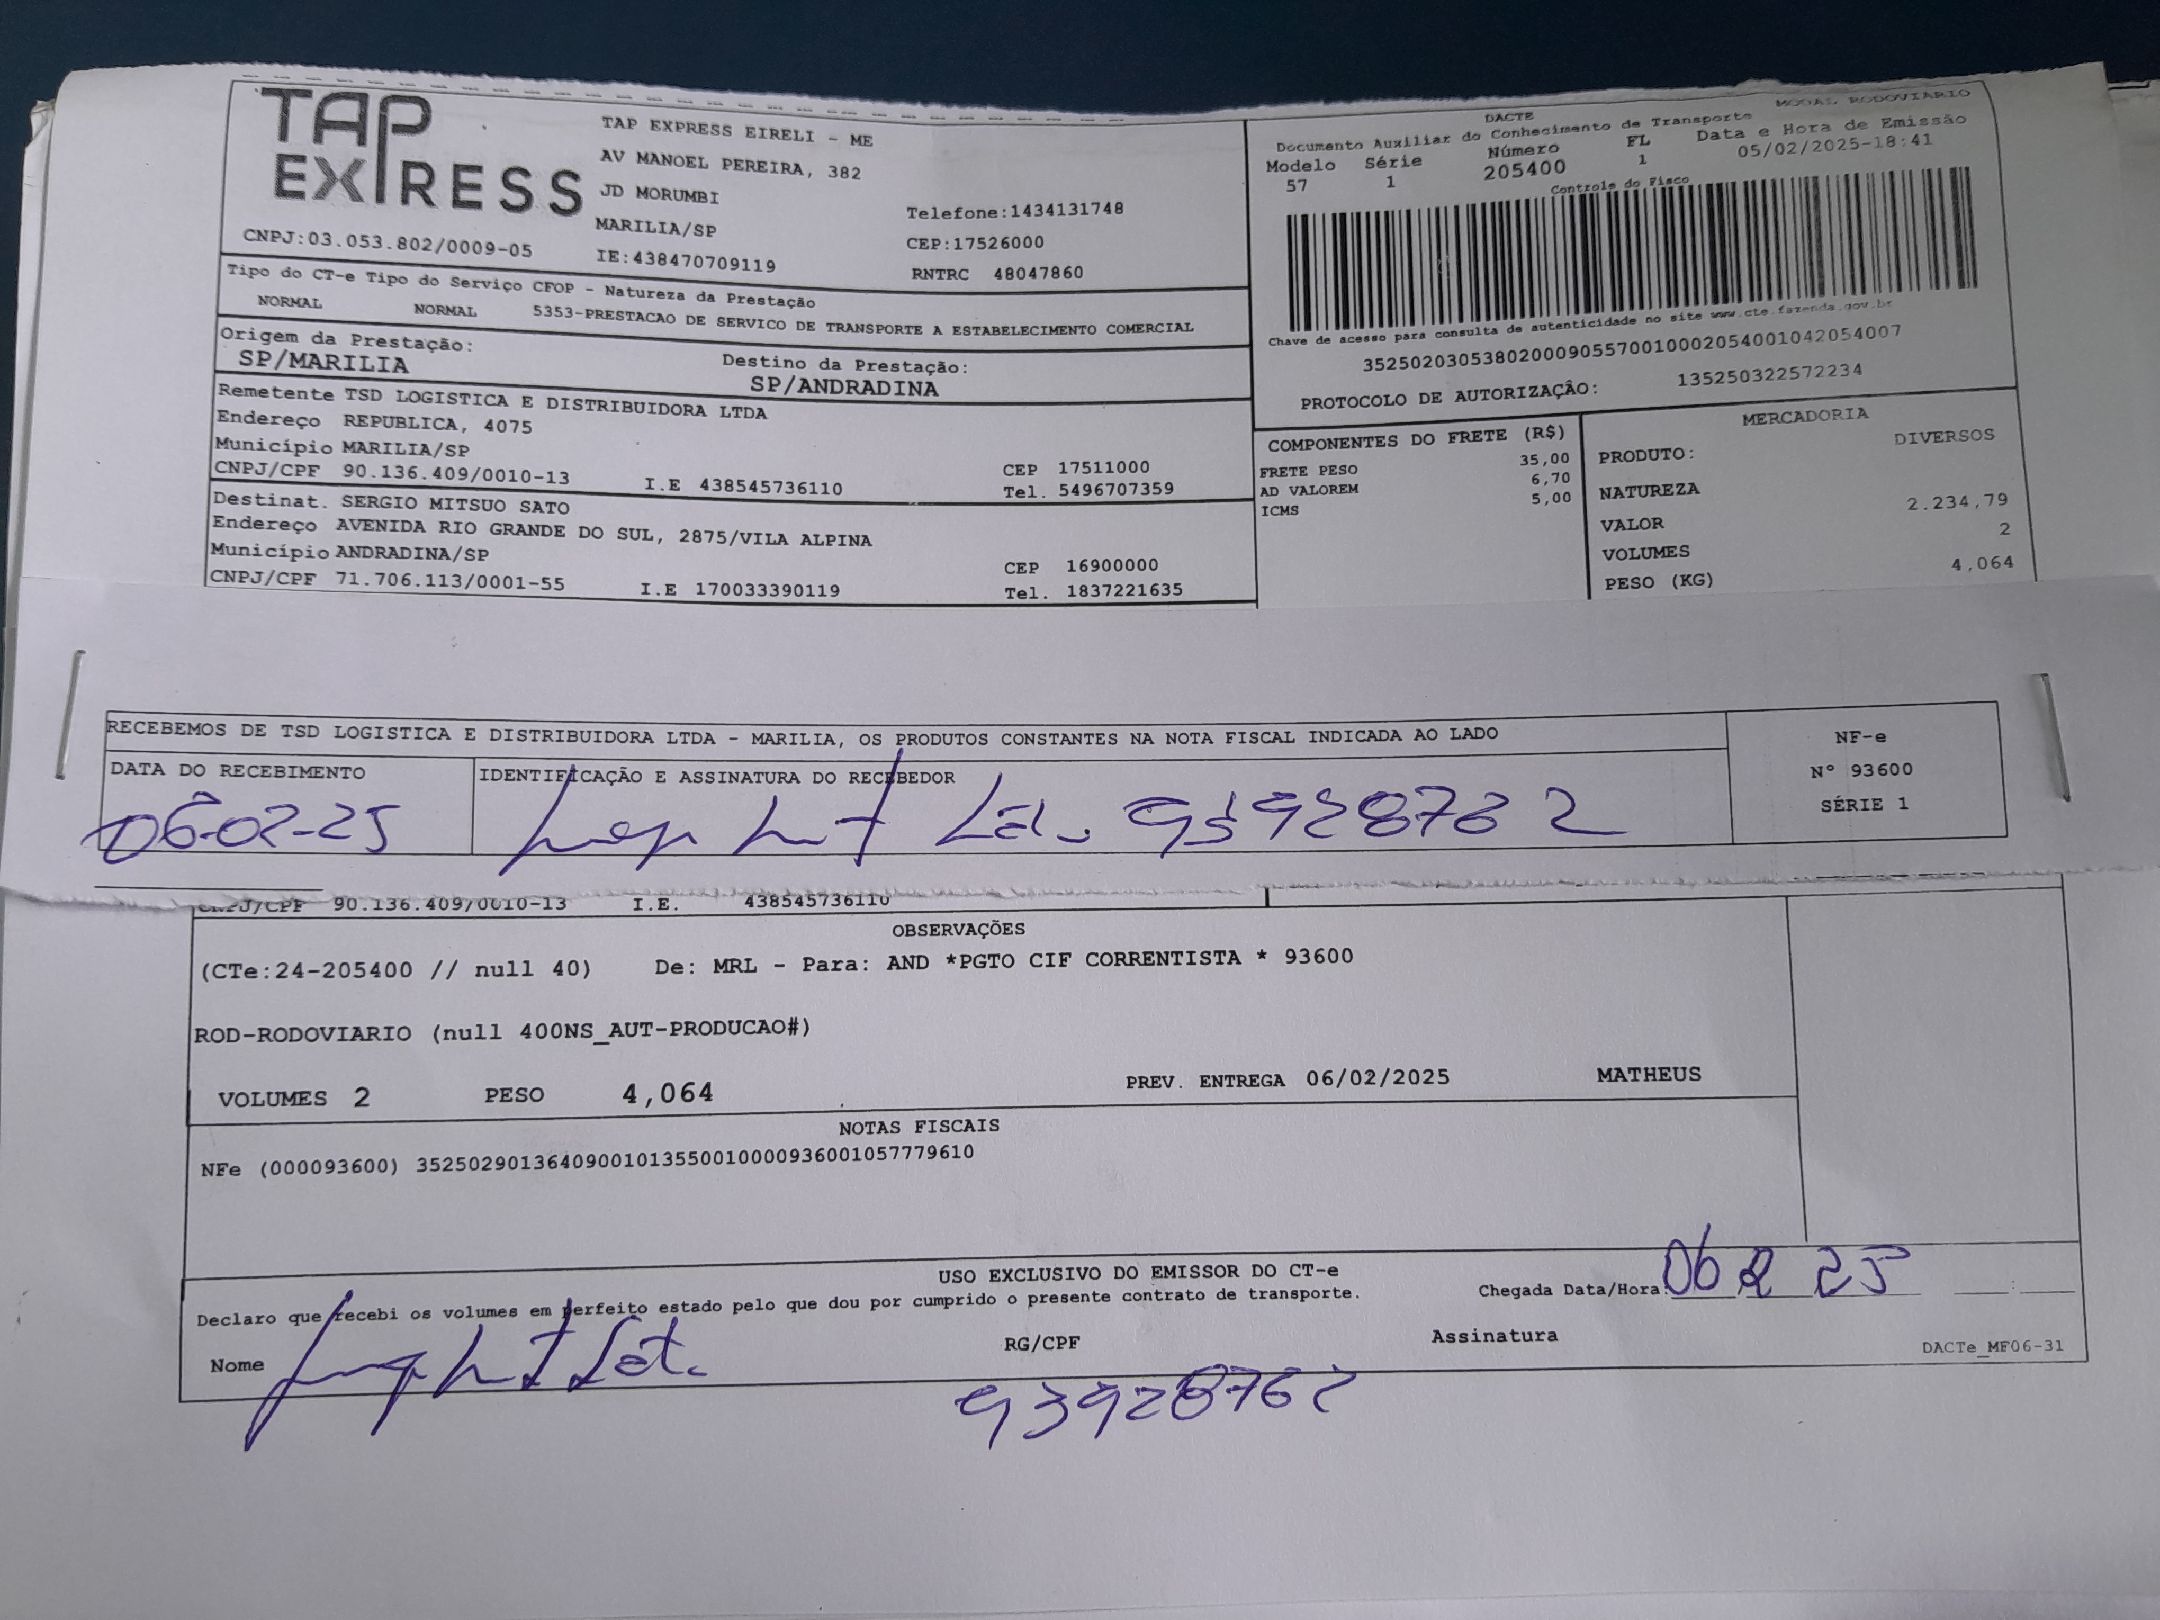 TAP EXPRESS
TAP EXPRESS EIRELI - ME
AV MANOEL PEREIRA, 382
JD MORUMBI
MARILIA/SP Telefone:1434131748
CEP:17526000
CNPJ:03.053.802/0009-05 IE:438470709119 RNTRC 48047860
MODAL RODOVIARIO
DACTE
Documento Auxiliar do Conhecimento de Transporte
Modelo Série Número FL Data e Hora de Emissão
57 1 205400 1 05/02/2025-18:41
Controle do Fisco
Chave de acesso para consulta de autenticidade no site www.cte.fazenda.gov.br
35250203053802000905570010002054001042054007
PROTOCOLO DE AUTORIZAÇÃO: 135250322572234
Tipo do CT-e Tipo do Serviço CFOP - Natureza da Prestação
NORMAL NORMAL 5353-PRESTACAO DE SERVICO DE TRANSPORTE A ESTABELECIMENTO COMERCIAL
Origem da Prestação: Destino da Prestação:
SP/MARILIA SP/ANDRADINA
Remetente TSD LOGISTICA E DISTRIBUIDORA LTDA
Endereço REPUBLICA, 4075
Município MARILIA/SP CEP 17511000
CNPJ/CPF 90.136.409/0010-13 I.E 438545736110 Tel. 5496707359
Destinat. SERGIO MITSUO SATO
Endereço AVENIDA RIO GRANDE DO SUL, 2875/VILA ALPINA
Município ANDRADINA/SP CEP 16900000
CNPJ/CPF 71.706.113/0001-55 I.E 170033390119 Tel. 1837221635
COMPONENTES DO FRETE (R$)
FRETE PESO 35,00
AD VALOREM 6,70
ICMS 5,00
MERCADORIA
PRODUTO: DIVERSOS
NATUREZA
VALOR 2.234,79
VOLUMES 2
PESO (KG) 4,064
RECEBEMOS DE TSD LOGISTICA E DISTRIBUIDORA LTDA - MARILIA, OS PRODUTOS CONSTANTES NA NOTA FISCAL INDICADA AO LADO
DATA DO RECEBIMENTO IDENTIFICAÇÃO E ASSINATURA DO RECEBEDOR
06-02-25 93928762
NF-e
N° 93600
SÉRIE 1
CNPJ/CPF 90.136.409/0010-13 I.E. 438545736110
OBSERVAÇÕES
(CTe:24-205400 // null 40) De: MRL - Para: AND *PGTO CIF CORRENTISTA * 93600
ROD-RODOVIARIO (null 400NS_AUT-PRODUCAO#)
VOLUMES 2 PESO 4,064 PREV. ENTREGA 06/02/2025 MATHEUS
NOTAS FISCAIS
NFe (000093600) 35250290136409001013550010000936001057779610
USO EXCLUSIVO DO EMISSOR DO CT-e
Declaro que recebi os volumes em perfeito estado pelo que dou por cumprido o presente contrato de transporte.
Chegada Data/Hora: 06 2 25 :
Nome RG/CPF Assinatura
93928762
DACTe_MF06-31